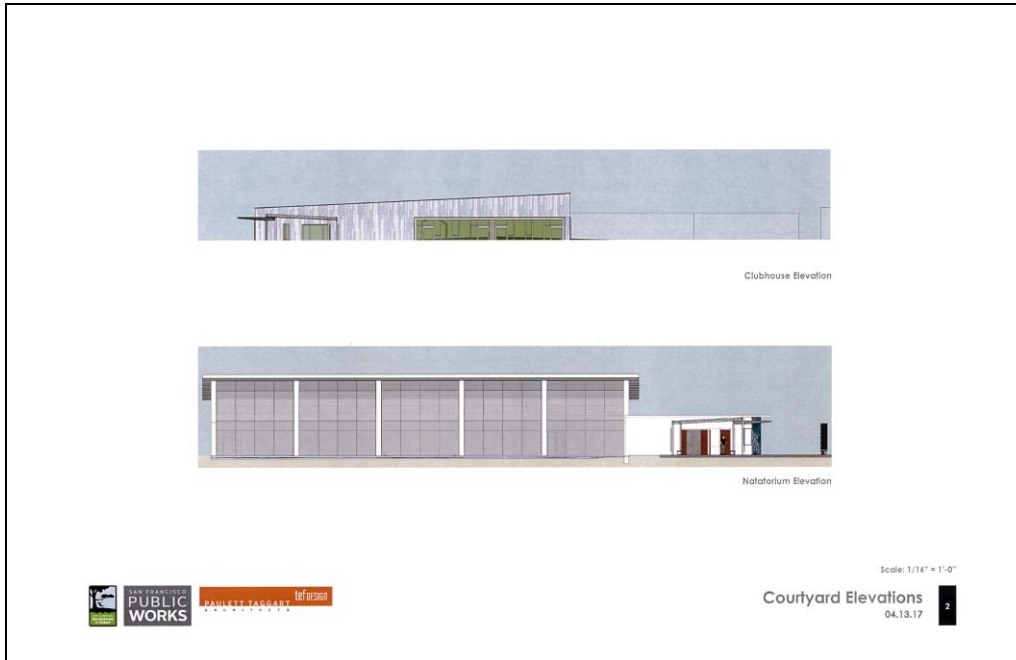 Clubhouse Elevation
Natatorium Elevation
Scale: 1/16" = 1'-0"
SAN FRANCISCO
PUBLIC
WORKS
PAULETT TAGGART
ARCHITECTS
tef DESIGN
Courtyard Elevations
04.13.17
2